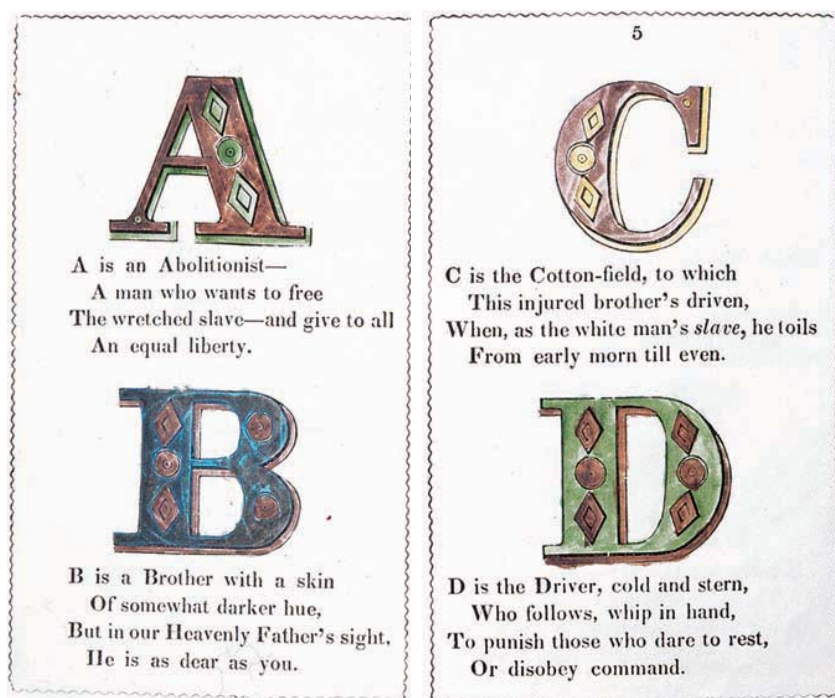 A
A is an Abolitionist—
A man who wants to free
The wretched slave—and give to all
An equal liberty.
B
B is a Brother with a skin
Of somewhat darker hue,
But in our Heavenly Father's sight,
He is as dear as you.
5
C
C is the Cotton-field, to which
This injured brother's driven,
When, as the white man's slave, he toils
From early morn till even.
D
D is the Driver, cold and stern,
Who follows, whip in hand,
To punish those who dare to rest,
Or disobey command.